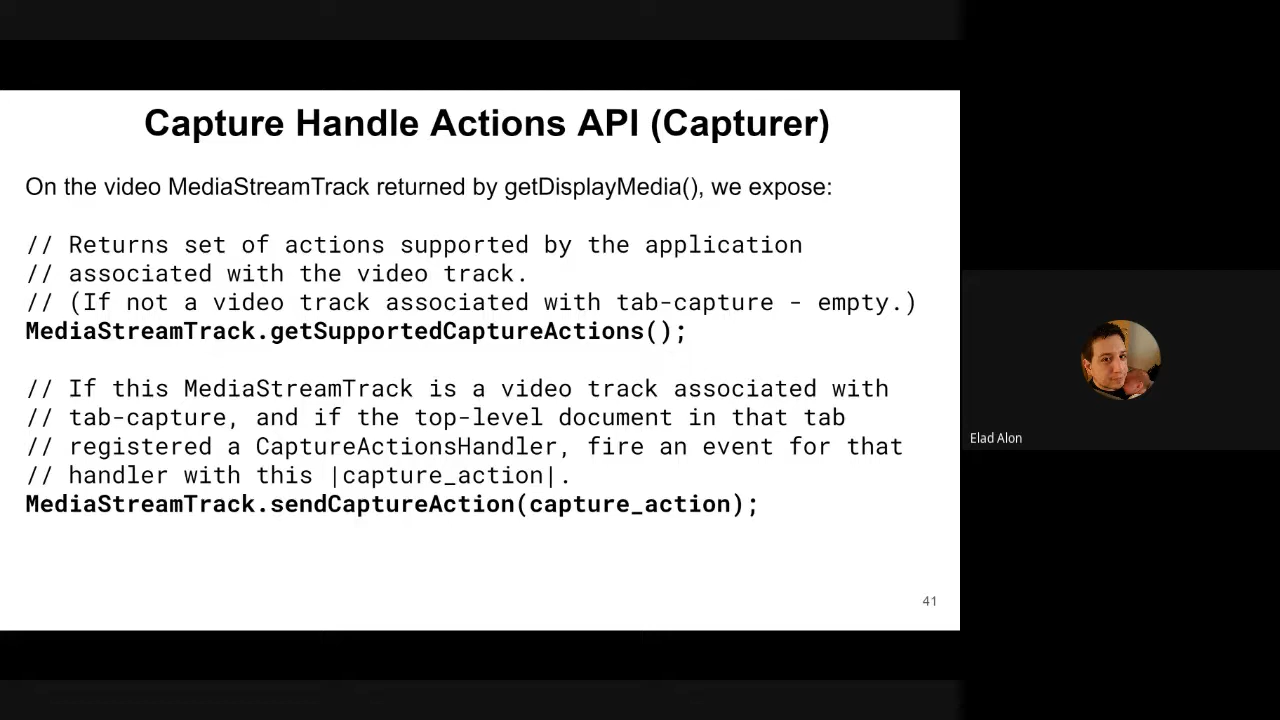 Capture Handle Actions API (Capturer)
On the video MediaStreamTrack returned by getDisplayMedia(), we expose:
// Returns set of actions supported by the application
// associated with the video track.
// (If not a video track associated with tab-capture - empty.)
MediaStreamTrack.getSupportedCaptureActions();
// If this MediaStreamTrack is a video track associated with
// tab-capture, and if the top-level document in that tab
// registered a CaptureActionsHandler, fire an event for that
// handler with this |capture_action|.
MediaStreamTrack.sendCaptureAction(capture_action);
41
Elad Alon